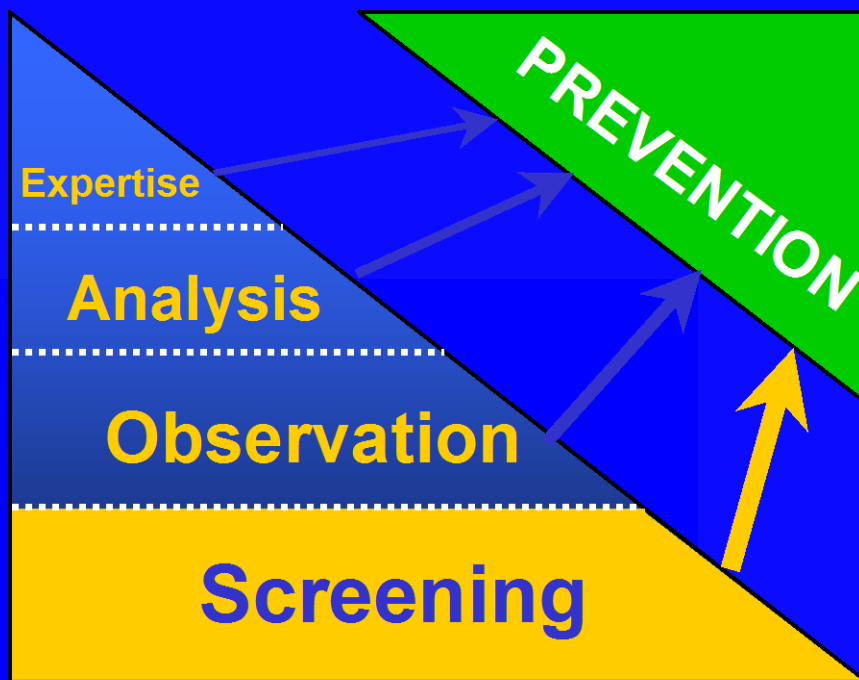 PREVENTION
Expertise
Analysis
Observation
Screening